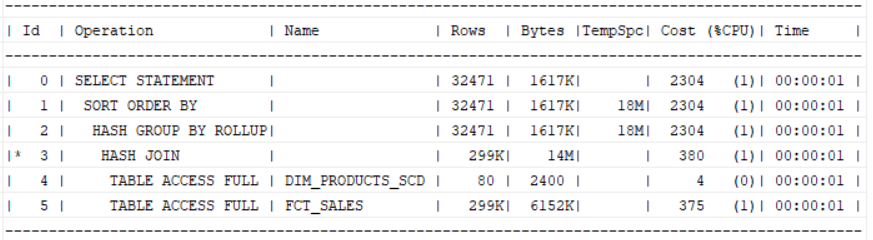 ---------------------------------------------------------------------------------------------------
| Id  | Operation              | Name             | Rows  | Bytes |TempSpc| Cost (%CPU)| Time     |
---------------------------------------------------------------------------------------------------
|   0 | SELECT STATEMENT       |                  | 32471 |  1617K|       |  2304   (1)| 00:00:01 |
|   1 |  SORT ORDER BY         |                  | 32471 |  1617K|    18M|  2304   (1)| 00:00:01 |
|   2 |   HASH GROUP BY ROLLUP|                  | 32471 |  1617K|    18M|  2304   (1)| 00:00:01 |
|*  3 |    HASH JOIN           |                  |   299K|    14M|       |   380   (1)| 00:00:01 |
|   4 |     TABLE ACCESS FULL  | DIM_PRODUCTS_SCD |    80 |  2400 |       |     4   (0)| 00:00:01 |
|   5 |     TABLE ACCESS FULL  | FCT_SALES        |   299K|  6152K|       |   375   (1)| 00:00:01 |
---------------------------------------------------------------------------------------------------